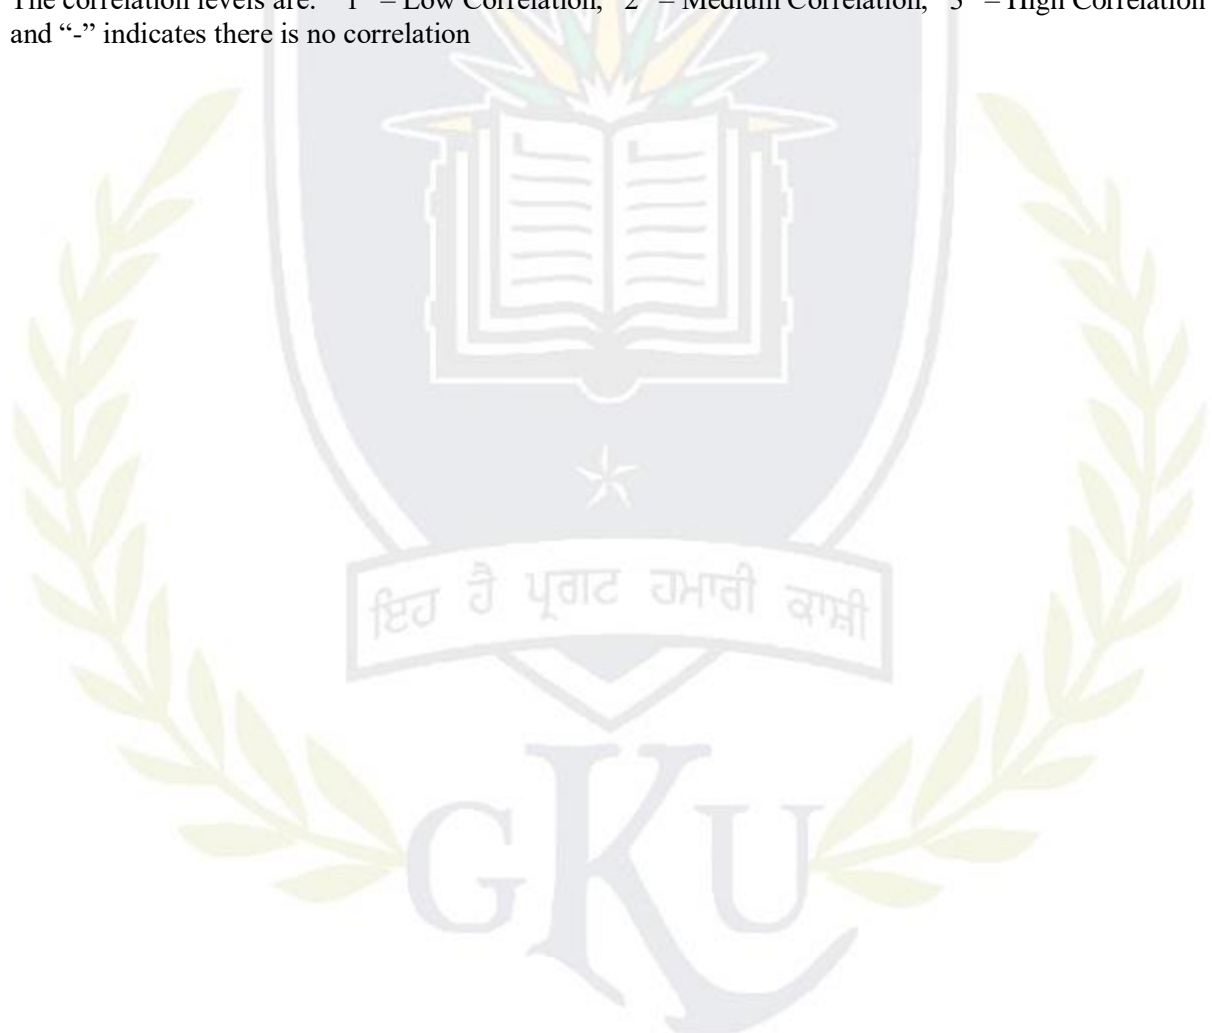 The correlation levels are: “1” – Low Correlation, “2” – Medium Correlation, “3” – High Correlation
and “-” indicates there is no correlation
ਇਹ ਹੈ ਪ੍ਰਗਟ ਹਮਾਰੀ ਕਾਸ਼ੀ
GKU